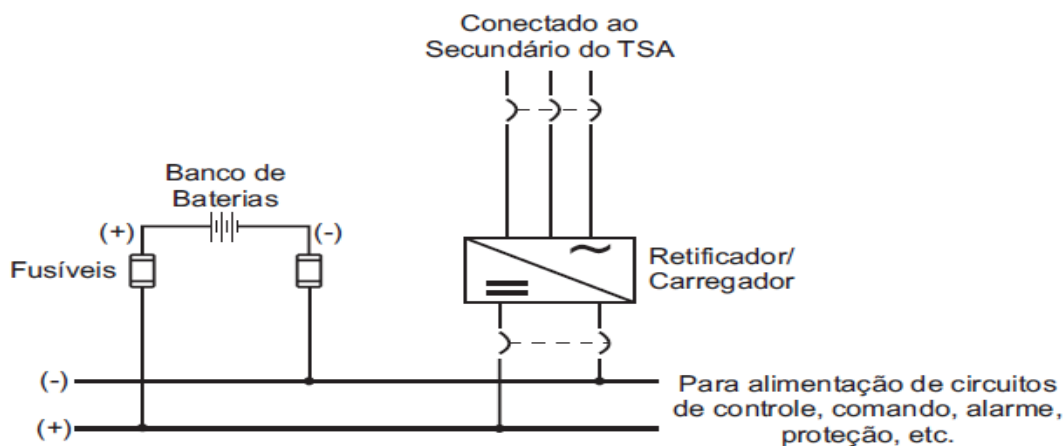 Conectado ao
Secundário do TSA
Banco de
Baterias
(+)
(-)
Fusíveis
Retificador/
Carregador
(-)
(+)
Para alimentação de circuitos
de controle, comando, alarme,
proteção, etc.